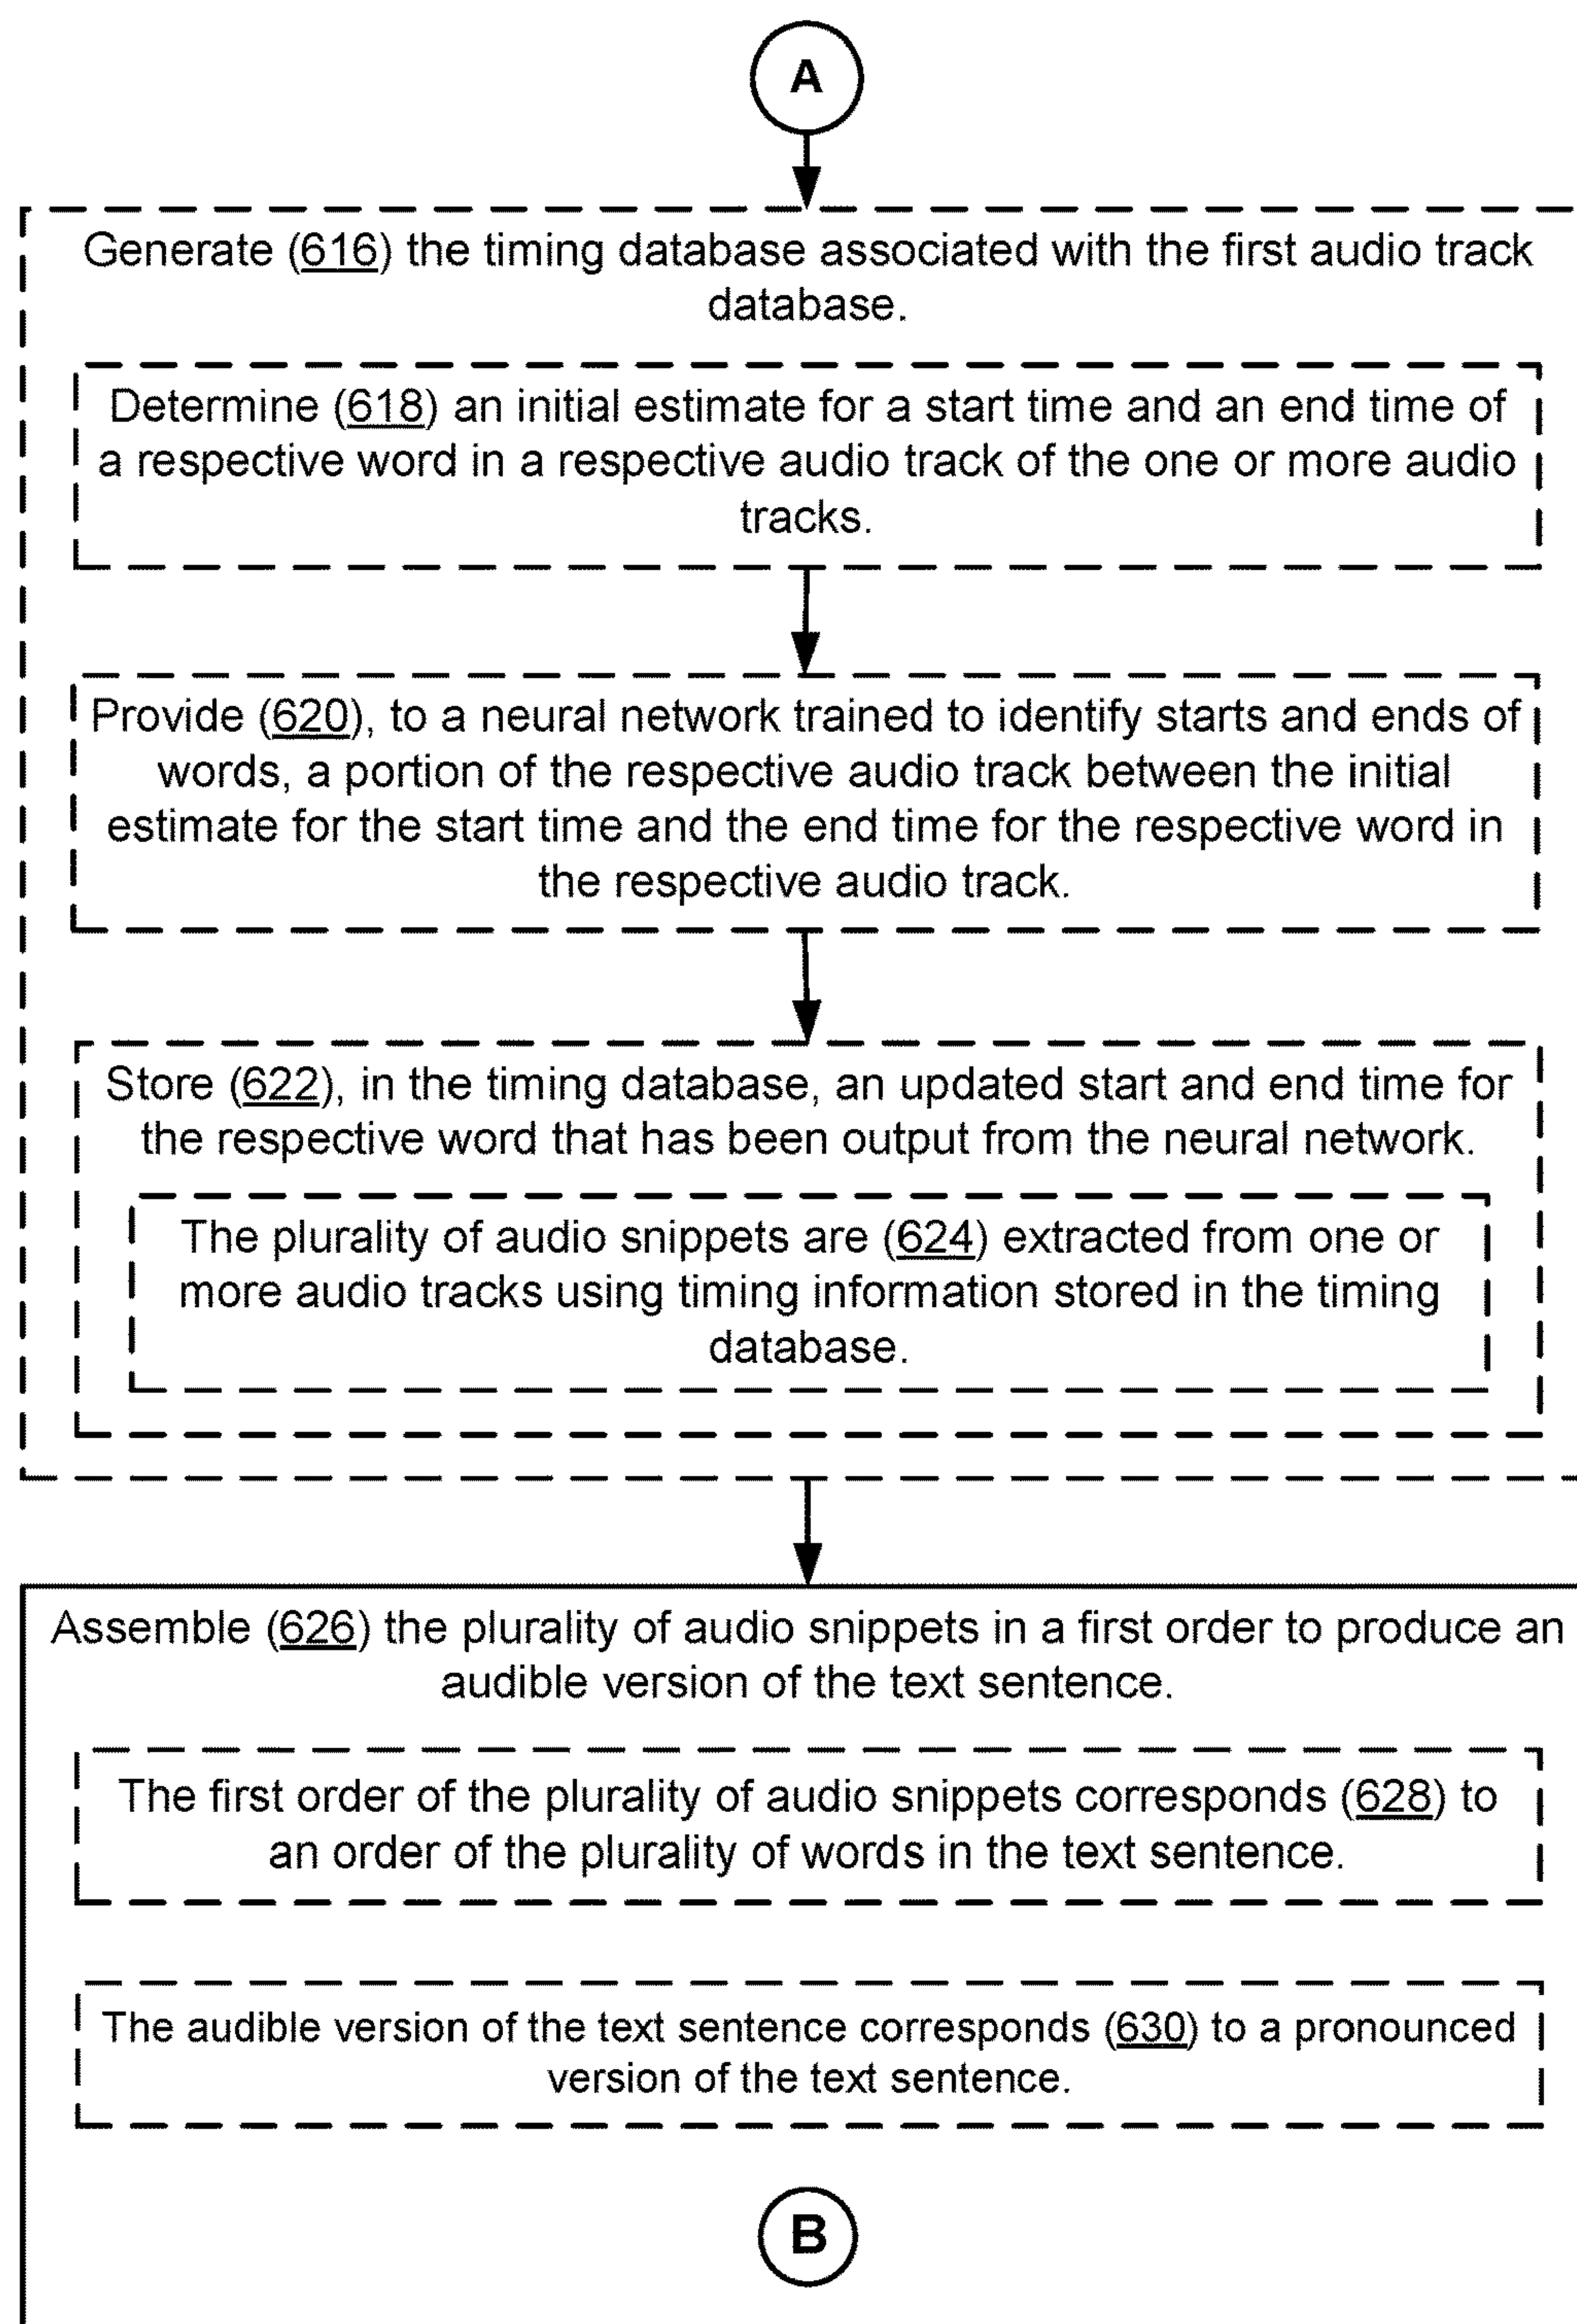 A
Generate (616) the timing database associated with the first audio track
database.
Determine (618) an initial estimate for a start time and an end time of
a respective word in a respective audio track of the one or more audio
tracks.
Provide (620), to a neural network trained to identify starts and ends of
words, a portion of the respective audio track between the initial
estimate for the start time and the end time for the respective word in
the respective audio track.
Store (622), in the timing database, an updated start and end time for
the respective word that has been output from the neural network.
The plurality of audio snippets are (624) extracted from one or
more audio tracks using timing information stored in the timing
database.
Assemble (626) the plurality of audio snippets in a first order to produce an
audible version of the text sentence.
The first order of the plurality of audio snippets corresponds (628) to
an order of the plurality of words in the text sentence.
The audible version of the text sentence corresponds (630) to a pronounced
version of the text sentence.
B